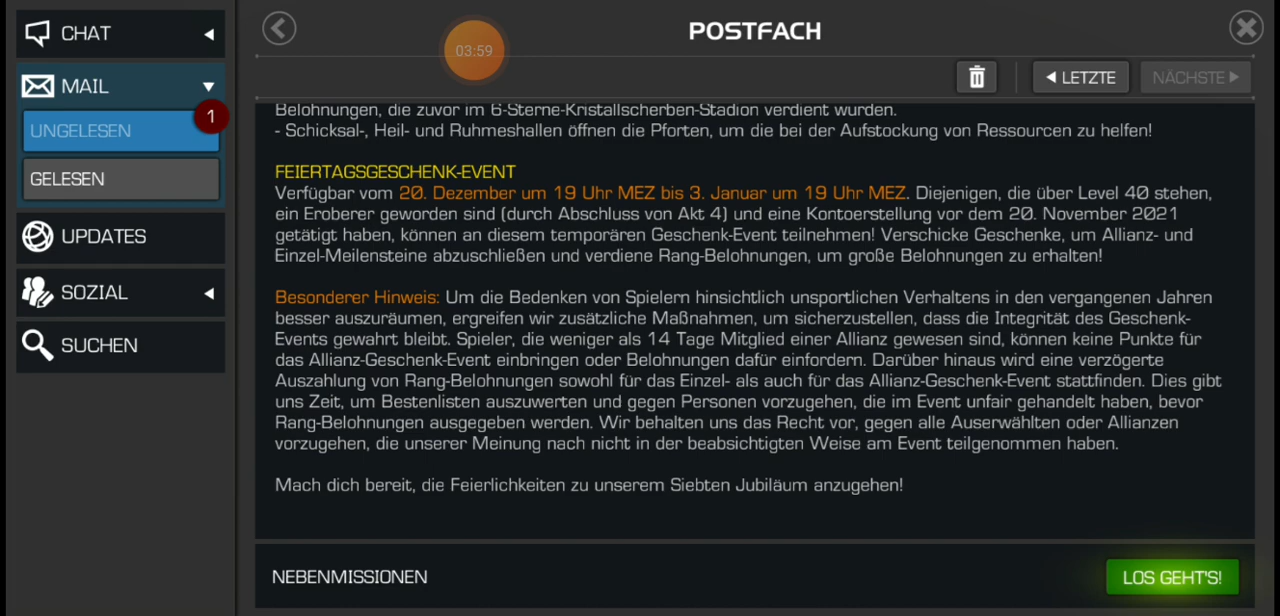 CHAT
MAIL
UNGELESEN
1
GELESEN
UPDATES
SOZIAL
SUCHEN
03:59
POSTFACH
LETZTE
NÄCHSTE
Belohnungen, die zuvor im 6-Sterne-Kristallscherben-Stadion verdient wurden.
- Schicksal-, Heil- und Ruhmeshallen öffnen die Pforten, um die bei der Aufstockung von Ressourcen zu helfen!
FEIERTAGSGESCHENK-EVENT
Verfügbar vom 20. Dezember um 19 Uhr MEZ bis 3. Januar um 19 Uhr MEZ. Diejenigen, die über Level 40 stehen,
ein Eroberer geworden sind (durch Abschluss von Akt 4) und eine Kontoerstellung vor dem 20. November 2021
getätigt haben, können an diesem temporären Geschenk-Event teilnehmen! Verschicke Geschenke, um Allianz- und
Einzel-Meilensteine abzuschließen und verdiene Rang-Belohnungen, um große Belohnungen zu erhalten!
Besonderer Hinweis: Um die Bedenken von Spielern hinsichtlich unsportlichen Verhaltens in den vergangenen Jahren
besser auszuräumen, ergreifen wir zusätzliche Maßnahmen, um sicherzustellen, dass die Integrität des Geschenk-
Events gewahrt bleibt. Spieler, die weniger als 14 Tage Mitglied einer Allianz gewesen sind, können keine Punkte für
das Allianz-Geschenk-Event einbringen oder Belohnungen dafür einfordern. Darüber hinaus wird eine verzögerte
Auszahlung von Rang-Belohnungen sowohl für das Einzel- als auch für das Allianz-Geschenk-Event stattfinden. Dies gibt
uns Zeit, um Bestenlisten auszuwerten und gegen Personen vorzugehen, die im Event unfair gehandelt haben, bevor
Rang-Belohnungen ausgegeben werden. Wir behalten uns das Recht vor, gegen alle Auserwählten oder Allianzen
vorzugehen, die unserer Meinung nach nicht in der beabsichtigten Weise am Event teilgenommen haben.
Mach dich bereit, die Feierlichkeiten zu unserem Siebten Jubiläum anzugehen!
NEBENMISSIONEN
LOS GEHT'S!